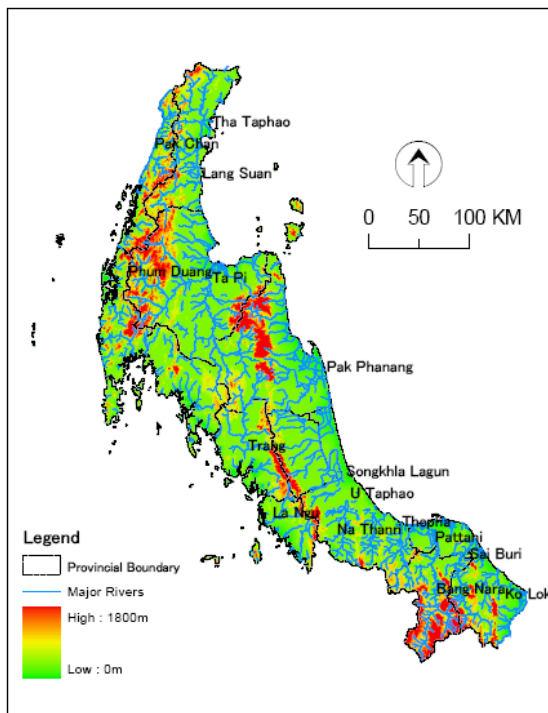 Tha Taphao
Pak Chan
Lang Suan
0 50 100 KM
Phum Duang
Ta Pi
Pak Phanang
Trang
Songkhla Lagun
U Taphao
La Ngu
Thepha
Na Thawi
Pattani
Sai Buri
Bang Nara
Ko Lok
Legend
Provincial Boundary
Major Rivers
High : 1800m
Low : 0m